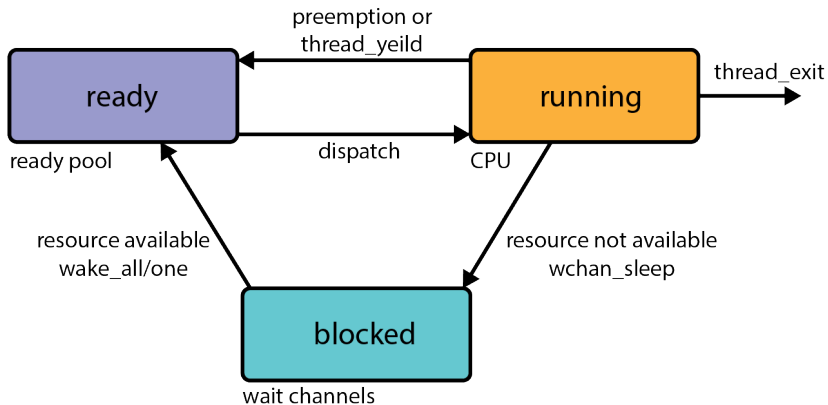 preemption or
thread_yeild
ready
running
thread_exit
ready pool
dispatch
CPU
resource available
wake_all/one
resource not available
wchan_sleep
blocked
wait channels